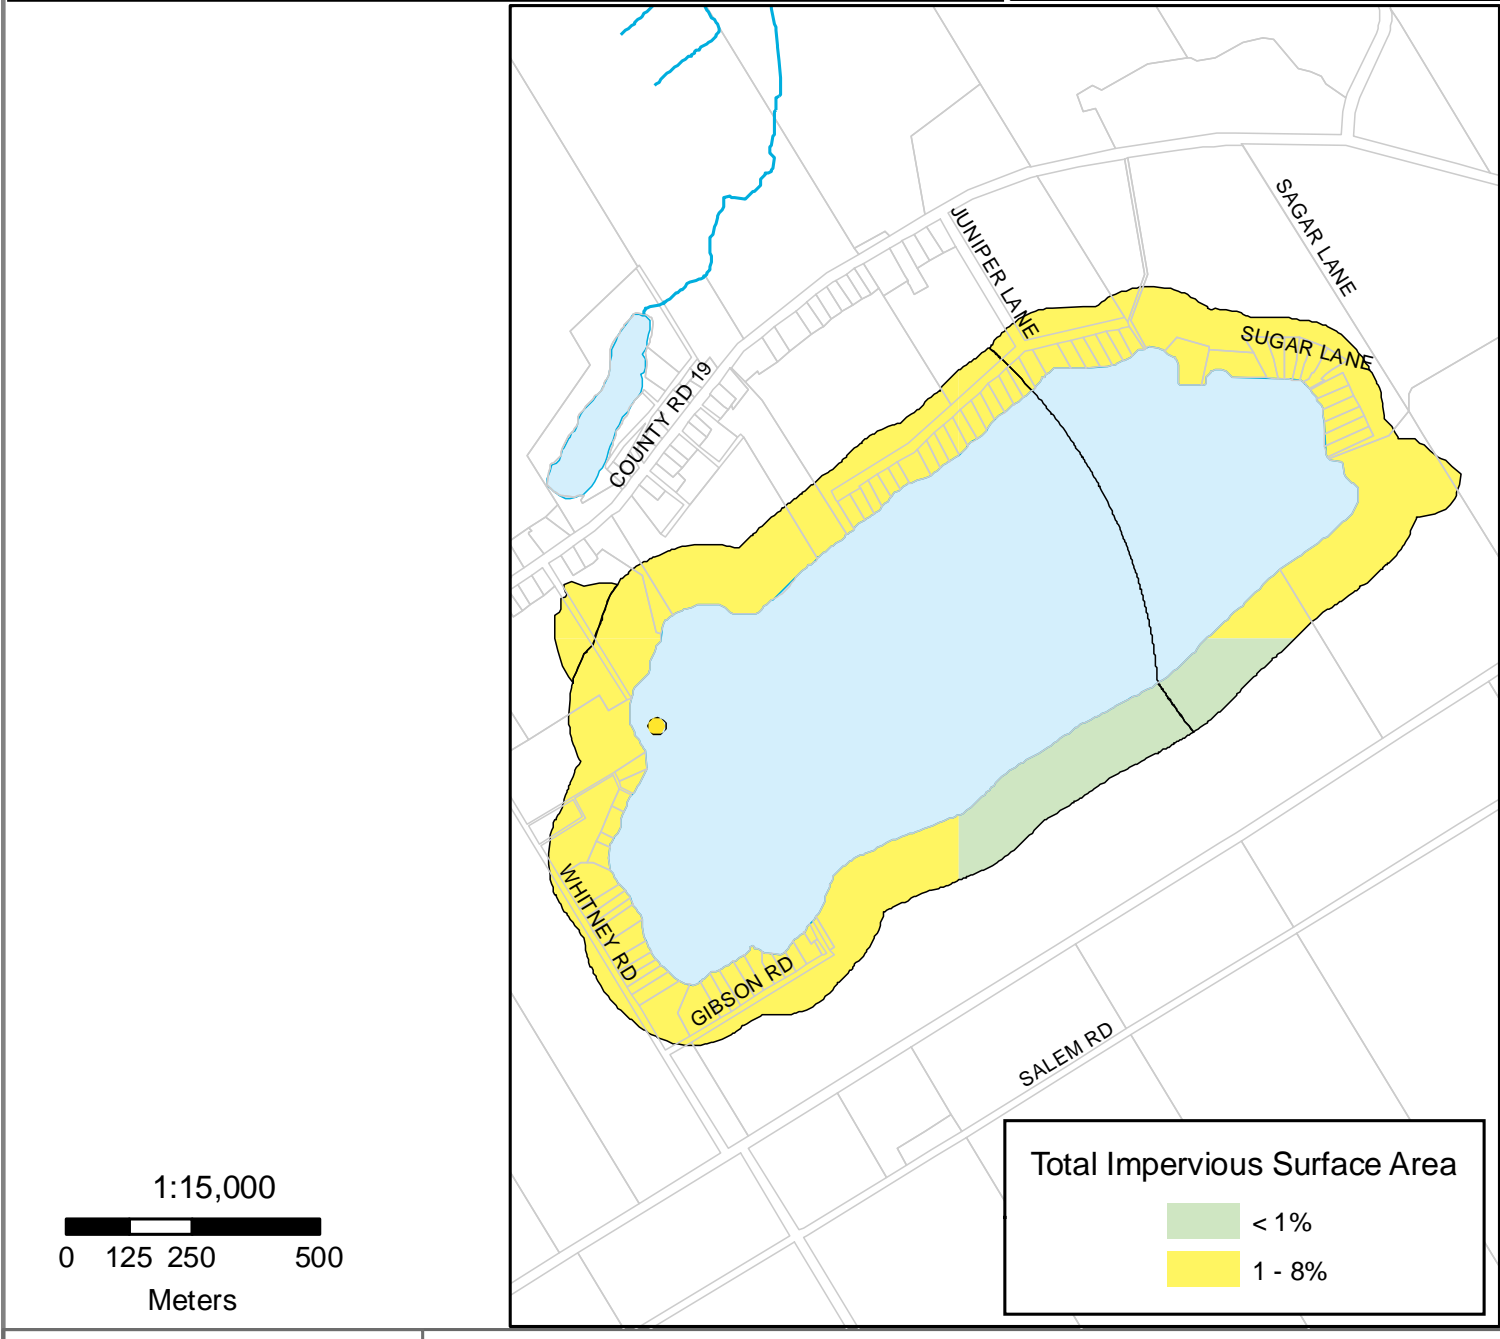 SAGAR LANE
JUNIPER LANE
SUGAR LANE
COUNTY RD 19
WHITNEY RD
GIBSON RD
SALEM RD
Total Impervious Surface Area
< 1%
1 - 8%
1:15,000
0 125 250 500
Meters